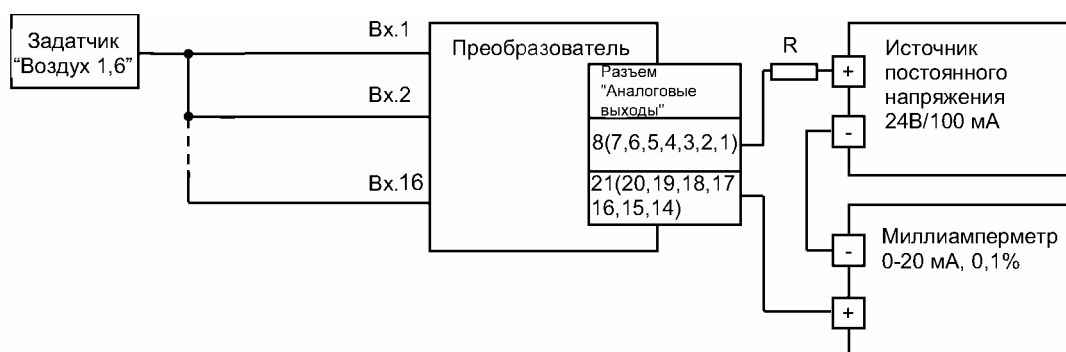 Задатчик
"Воздух 1,6"
Вх.1
Вх.2
Вх.16
Преобразователь
Разъем
"Аналоговые
выходы"
8(7,6,5,4,3,2,1)
21(20,19,18,17
16,15,14)
R
+
-
Источник
постоянного
напряжения
24В/100 мА
-
+
Миллиамперметр
0-20 мА, 0,1%